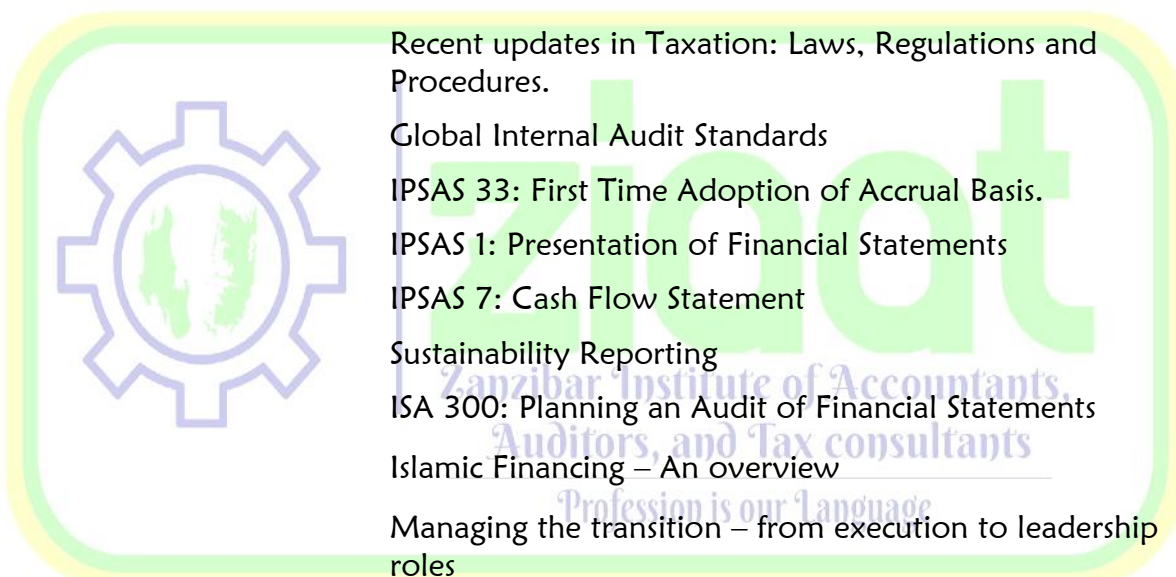 Recent updates in Taxation: Laws, Regulations and
Procedures.
Global Internal Audit Standards
IPSAS 33: First Time Adoption of Accrual Basis.
IPSAS 1: Presentation of Financial Statements
IPSAS 7: Cash Flow Statement
Sustainability Reporting
ISA 300: Planning an Audit of Financial Statements
Islamic Financing – An overview
Managing the transition – from execution to leadership
roles
ziaat
Zanzibar Institute of Accountants,
Auditors, and Tax consultants
Profession is our Language